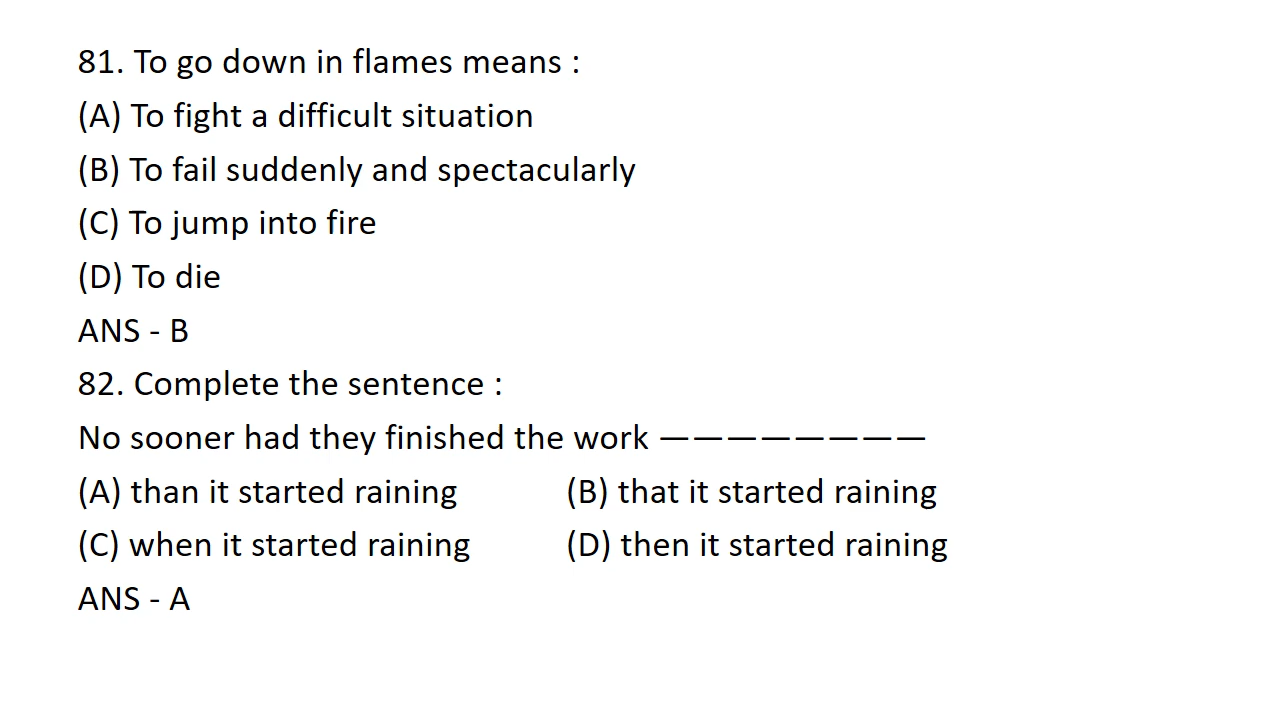 81. To go down in flames means :
(A) To fight a difficult situation
(B) To fail suddenly and spectacularly
(C) To jump into fire
(D) To die
ANS - B
82. Complete the sentence :
No sooner had they finished the work ————————
(A) than it started raining (B) that it started raining
(C) when it started raining (D) then it started raining
ANS - A